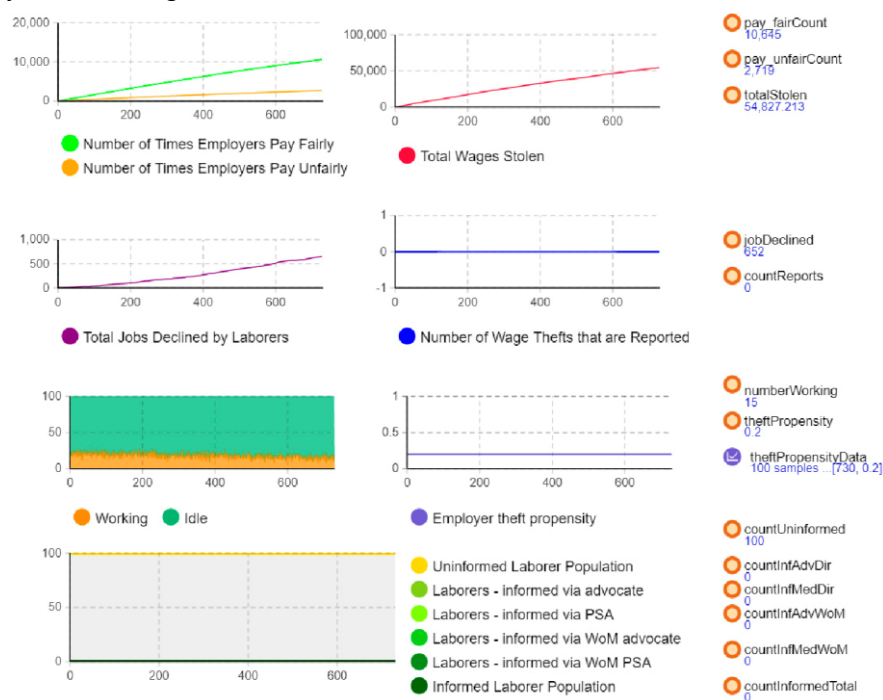 20,000
10,000
0
0
200
400
600
Number of Times Employers Pay Fairly
Number of Times Employers Pay Unfairly
100,000
50,000
0
0
200
400
600
Total Wages Stolen
pay_fairCount
10,645
pay_unfairCount
2,719
totalStolen
54,827.213
1,000
500
0
0
200
400
600
Total Jobs Declined by Laborers
1
0
-1
0
200
400
600
Number of Wage Thefts that are Reported
jobDeclined
652
countReports
0
100
50
0
0
200
400
600
Working
Idle
1
0.5
0
0
200
400
600
Employer theft propensity
numberWorking
15
theftPropensity
0.2
theftPropensityData
100 samples ...[730, 0.2]
100
50
0
0
200
400
600
Uninformed Laborer Population
Laborers - informed via advocate
Laborers - informed via PSA
Laborers - informed via WoM advocate
Laborers - informed via WoM PSA
Informed Laborer Population
countUninformed
100
countInfAdvDir
0
countInfMedDir
0
countInfAdvWoM
0
countInfMedWoM
0
countInformedTotal
0